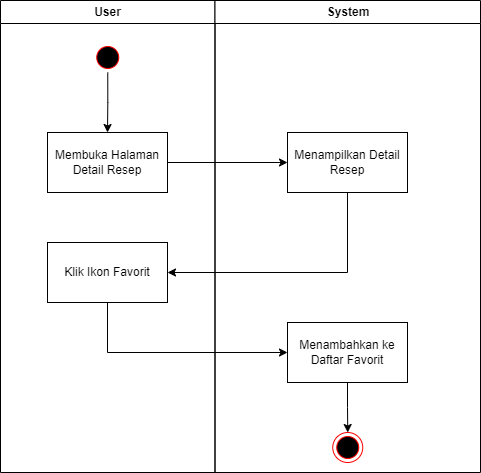 User
System
Membuka Halaman
Detail Resep
Menampilkan Detail
Resep
Klik Ikon Favorit
Menambahkan ke
Daftar Favorit